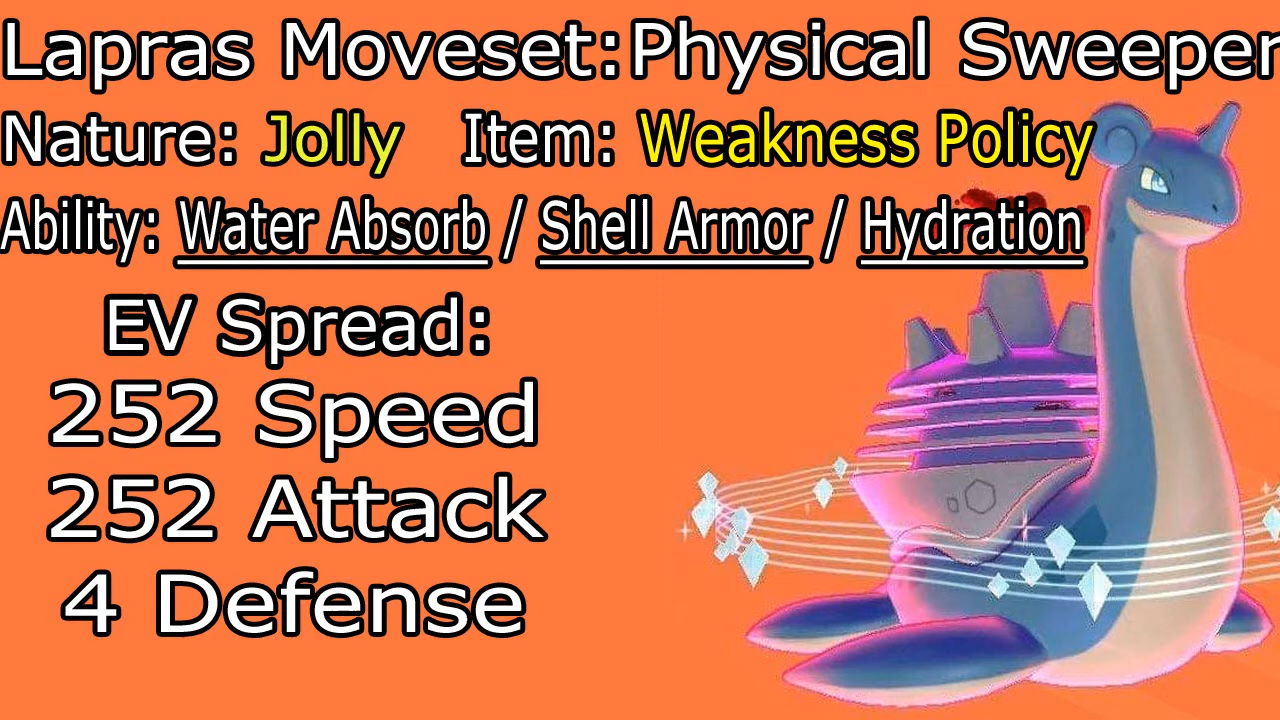 Lapras Moveset:Physical Sweeper
Nature: Jolly Item: Weakness Policy
Ability: Water Absorb / Shell Armor / Hydration
EV Spread:
252 Speed
252 Attack
4 Defense